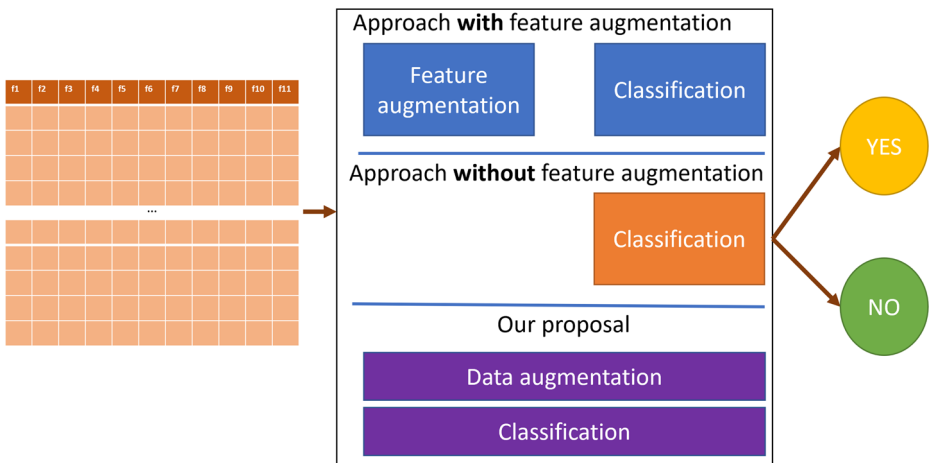 Approach with feature augmentation
Feature
augmentation
Classification
f1 f2 f3 f4 f5 f6 f7 f8 f9 f10 f11
...
Approach without feature augmentation
Classification
YES
NO
Our proposal
Data augmentation
Classification